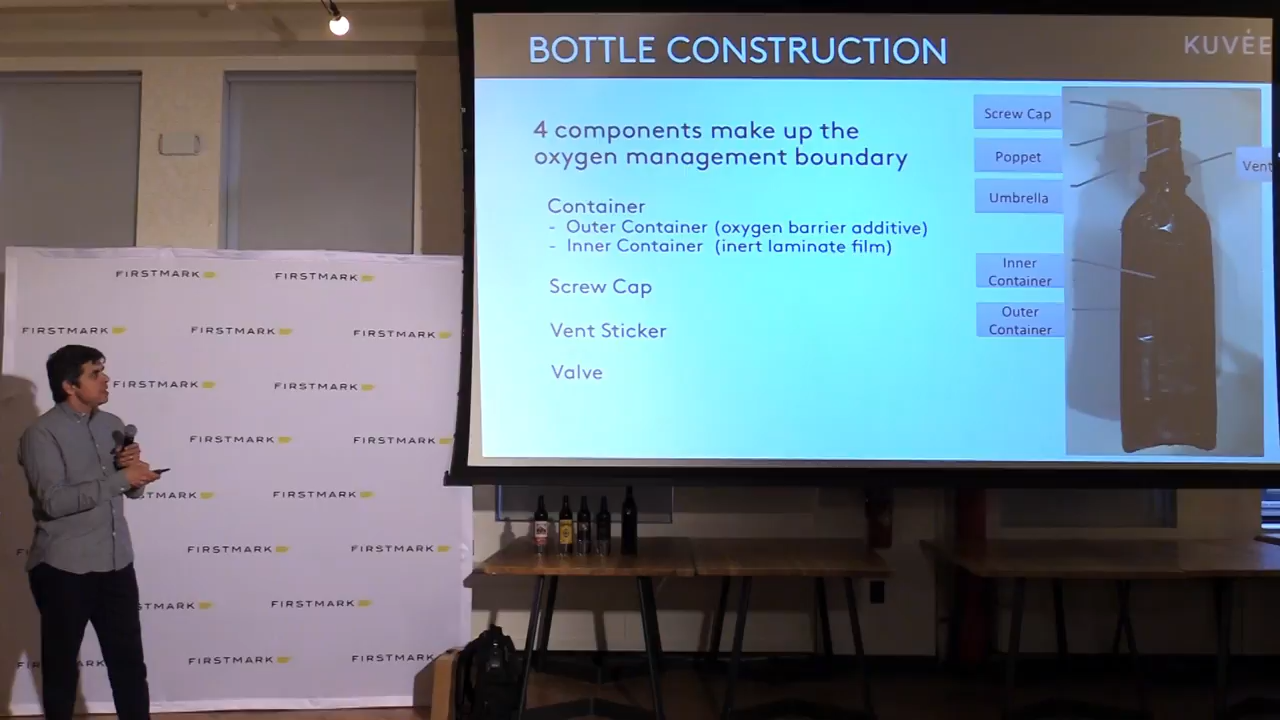 BOTTLE CONSTRUCTION
KUVÉE
4 components make up the
oxygen management boundary
Container
- Outer Container (oxygen barrier additive)
- Inner Container (inert laminate film)
Screw Cap
Vent Sticker
Valve
Screw Cap
Poppet
Umbrella
Vent
Inner
Container
Outer
Container
FIRSTMARK FIRSTMARK
FIRSTMARK FIRSTMARK FIRSTMARK
FIRSTMARK FIRSTMARK
FIRSTMARK FIRSTMARK
STMARK FIRSTMARK
FIRSTMARK FIRSTMARK
STMARK FIRSTMARK
FIRSTMARK FIRSTMARK